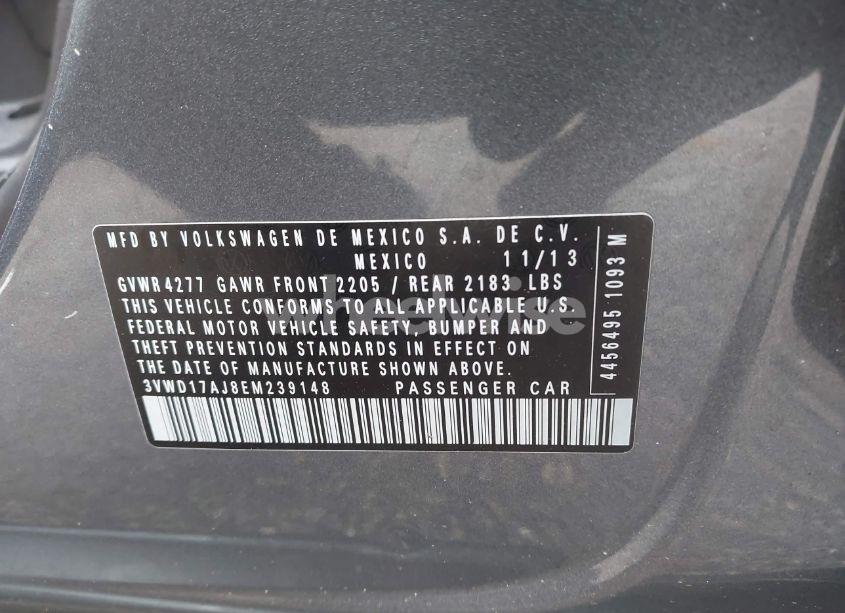 MFD BY VOLKSWAGEN DE MEXICO S.A. DE C.V.
MEXICO 11/13
GVWR 4277 GAWR FRONT 2205 / REAR 2183 LBS
THIS VEHICLE CONFORMS TO ALL APPLICABLE U.S.
FEDERAL MOTOR VEHICLE SAFETY, BUMPER AND
THEFT PREVENTION STANDARDS IN EFFECT ON
THE DATE OF MANUFACTURE SHOWN ABOVE.
3VWD17AJ8EM239148 PASSENGER CAR
4456495 1093 M
wheelwise